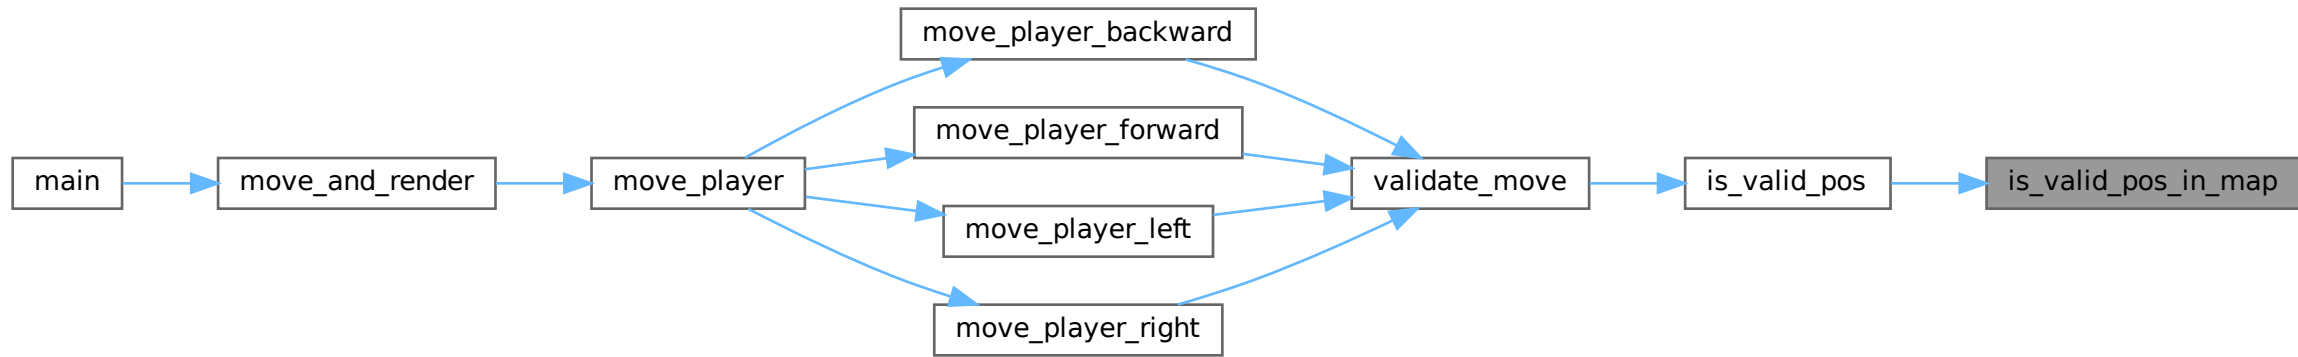 main
move_and_render
move_player
move_player_backward
move_player_forward
move_player_left
move_player_right
validate_move
is_valid_pos
is_valid_pos_in_map